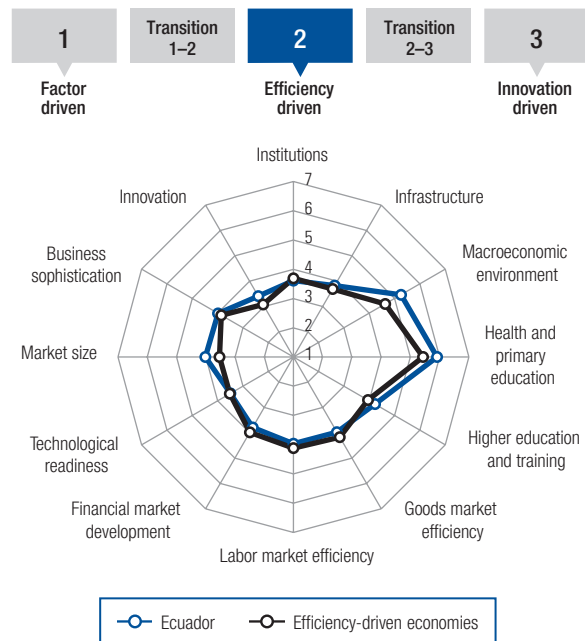 1
Transition
1–2
2
Transition
2–3
3
Factor
driven
Efficiency
driven
Innovation
driven
Institutions
7
6
5
4
3
2
1
Infrastructure
Macroeconomic
environment
Health and
primary
education
Higher education
and training
Goods market
efficiency
Labor market efficiency
Financial market
development
Technological
readiness
Market size
Business
sophistication
Innovation
Ecuador
Efficiency-driven economies